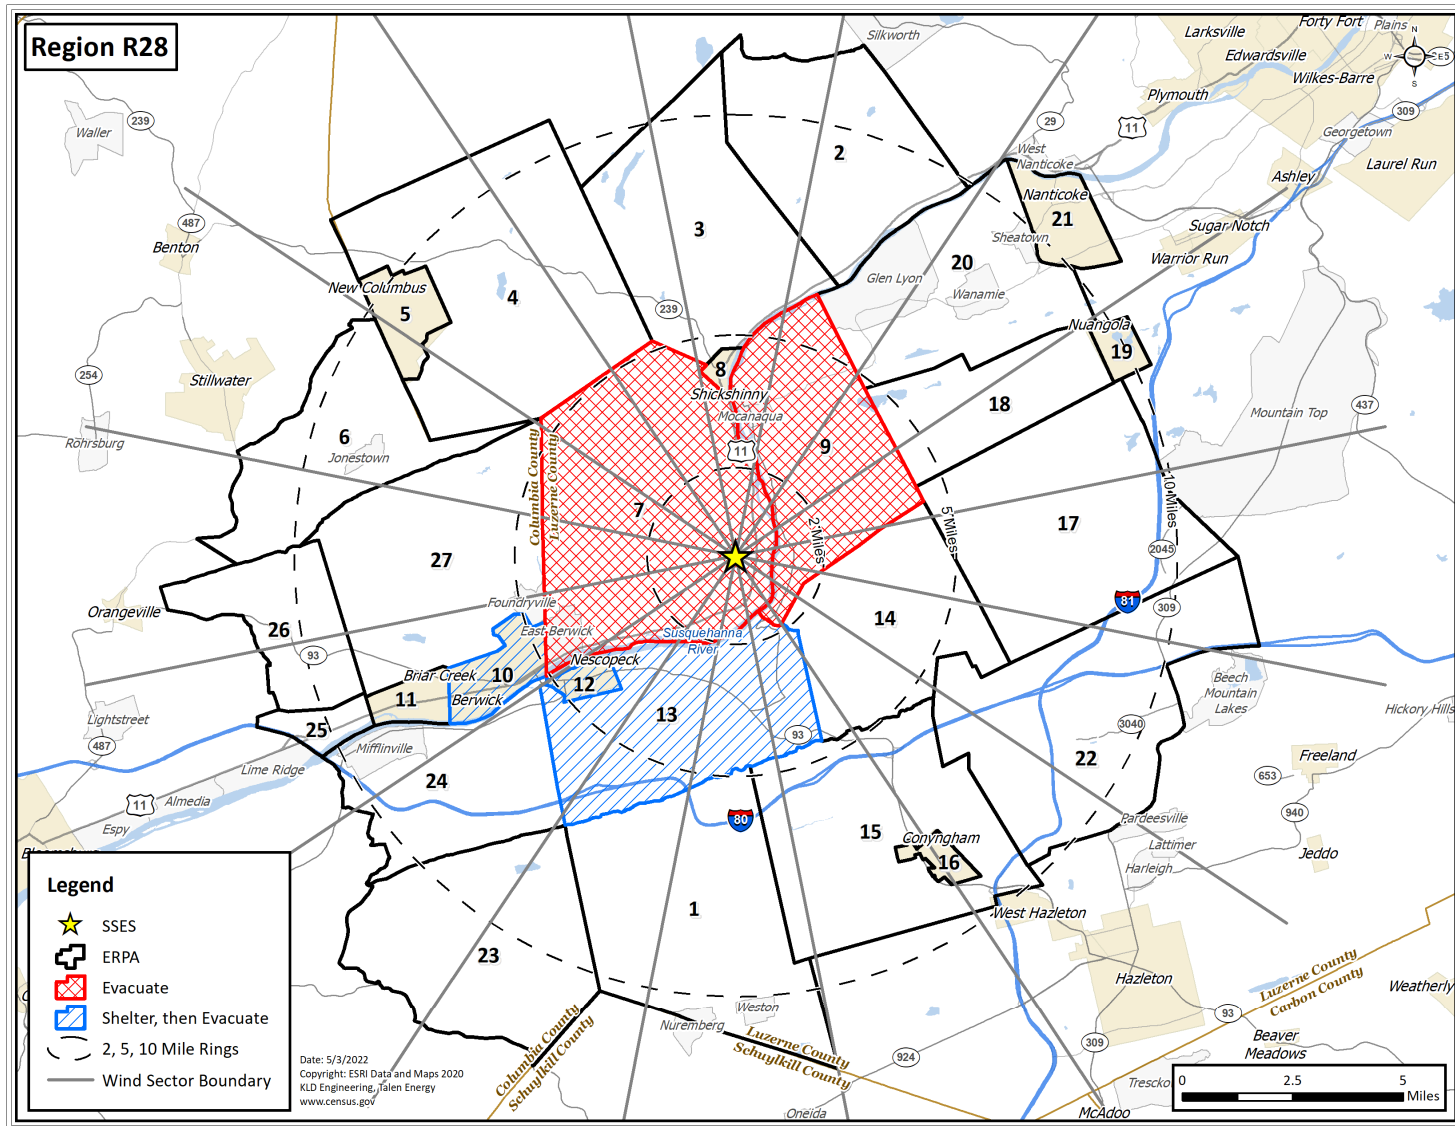 Region R28
Silkworth
Forty Fort
Plains
Larksville
Edwardsville
Wilkes-Barre
Plymouth
N
W
E
S
309
Georgetown
Laurel Run
Ashley
Waller
239
29
11
West
Nanticoke
Nanticoke
21
2
3
487
Benton
Sheatown
Sugar Notch
Warrior Run
20
Glen Lyon
Wanamie
New Columbus
5
4
239
Nuangola
19
254
Stillwater
8
Shickshinny
Mocanaqua
18
437
Mountain Top
Rohrsburg
6
Jonestown
Columbia County
Luzerne County
11
9
7
2 Miles
5 Miles
10 Miles
17
27
2045
Foundryville
East Berwick
Susquehanna
River
14
81
309
Orangeville
26
93
Briar Creek
10
Nescopeck
12
11
Berwick
13
Beech
Mountain
Lakes
Hickory Hills
Lightstreet
487
25
Mifflinville
93
3040
22
Freeland
Lime Ridge
24
653
11
Almedia
Espy
80
15
Conyngham
16
Pardeesville
Lattimer
Harleigh
940
Jeddo
West Hazleton
1
23
Hazleton
Luzerne County
Carbon County
Weatherly
Weston
Nuremberg
93
Beaver
Meadows
309
Columbia County
Schuylkill County
Luzerne County
Schuylkill County
924
Oneida
McAdoo
Legend
SSES
ERPA
Evacuate
Shelter, then Evacuate
2, 5, 10 Mile Rings
Wind Sector Boundary
Date: 5/3/2022
Copyright: ESRI Data and Maps 2020
KLD Engineering, Talen Energy
www.census.gov
0
2.5
5
Miles